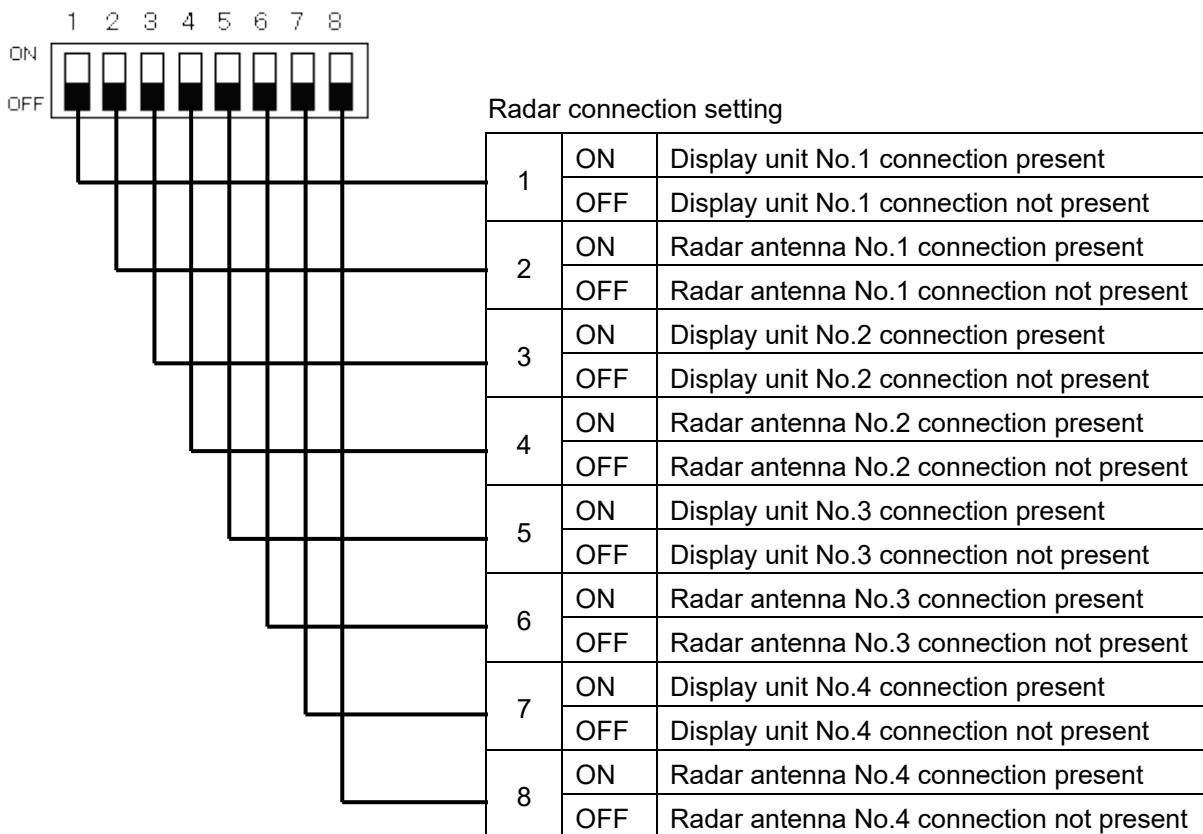 1 2 3 4 5 6 7 8
ON
OFF
Radar connection setting
1 ON Display unit No.1 connection present
OFF Display unit No.1 connection not present
2 ON Radar antenna No.1 connection present
OFF Radar antenna No.1 connection not present
3 ON Display unit No.2 connection present
OFF Display unit No.2 connection not present
4 ON Radar antenna No.2 connection present
OFF Radar antenna No.2 connection not present
5 ON Display unit No.3 connection present
OFF Display unit No.3 connection not present
6 ON Radar antenna No.3 connection present
OFF Radar antenna No.3 connection not present
7 ON Display unit No.4 connection present
OFF Display unit No.4 connection not present
8 ON Radar antenna No.4 connection present
OFF Radar antenna No.4 connection not present